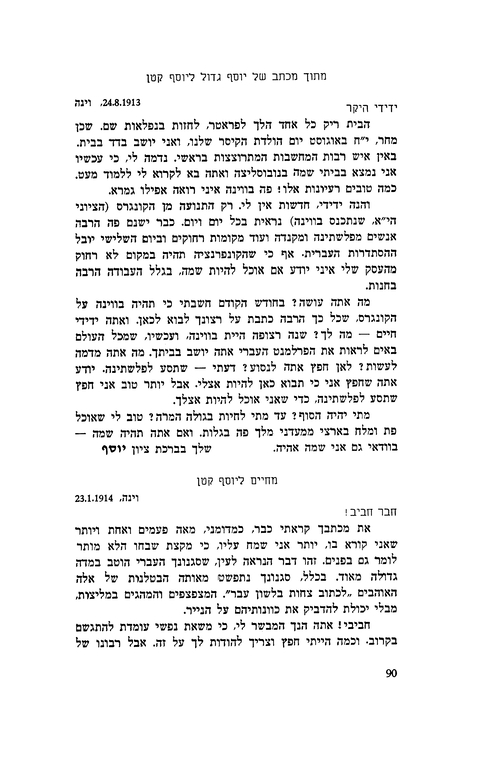 מתוך מכתב של יוסף גדול ליוסף קטן
וינה, 24.8.1913
ידידי היקר
הבית ריק כל אחד הלך לפראטר, לחזות בנפלאות שם. שכן
מחר, י״ח באוגוסט יום הולדת הקיסר שלנו, ואני יושב בדד בבית.
באין איש רבות המחשבות המתרוצצות בראשי. נדמה לי, כי עכשיו
אני נמצא בביתי שמה בנובוסליצה ואתה בא לקרוא לי ללמוד מעט.
כמה טובים רעיונות אלו! פה בווינה איני רואה אפילו גמרא.
והנה ידידי, חדשות אין לי. רק התנועה מן הקונגרס (הציוני
הי״א, שנתכנס בווינה) נראית בכל יום ויום. כבר ישנם פה הרבה
אנשים מפלשתינה ומקנדה ועוד מקומות רחוקים וביום השלישי יובל
ההסתדרות העברית. אף כי שהקונפרנציה תהיה במקום לא רחוק
מהעסק שלי איני יודע אם אוכל להיות שמה, בגלל העבודה הרבה
בחנות.
מה אתה עושה? בחודש הקודם חשבתי כי תהיה בווינה על
הקונגרס, שכל כך הרבה כתבת על רצונך לבוא לכאן. ואתה ידידי
חיים — מה לך? שנה רצופה היית בווינה, ועכשיו, שמכל העולם
באים לראות את הפרלמנט העברי אתה יושב בביתך. מה אתה מדמה
לעשות? לאן חפץ אתה לנסוע? דעתי — שתסע לפלשתינה. יודע
אתה שחפץ אני כי תבוא כאן להיות אצלי. אבל יותר טוב אני חפץ
שתסע לפלשתינה, כדי שאני אוכל להיות אצלך.
מתי יהיה הסוף? עד מתי לחיות בגולה המרה? טוב לי שאוכל
פת ומלח בארצי ממעדני מלך פה בגלות. ואם אתה תהיה שמה —
בוודאי גם אני שמה אהיה. שלך בברכת ציון יוסף
מחיים ליוסף קטן
וינה, 23.1.1914
חבר חביב!
את מכתבך קראתי כבר, כמדומני, מאה פעמים ואחת ויותר
שאני קורא בו, יותר אני שמח עליו, כי מקצת שבחו הלא מותר
לומר גם בפנים. זהו דבר הנראה לעין, שסגנונך העברי הוטב במדה
גדולה מאוד. בכלל, סגנונך נתפשט מאותה הבטלנות של אלה
האוהבים „לכתוב צחות בלשון עבר״. המצפצפים והמהגים במליצות,
מבלי יכולת להדביק את כוונותיהם על הנייר.
חביבי! אתה הנך המבשר לי, כי משאת נפשי עומדת להתגשם
בקרוב. וכמה הייתי חפץ וצריך להודות לך על זה. אבל רבונו של
90